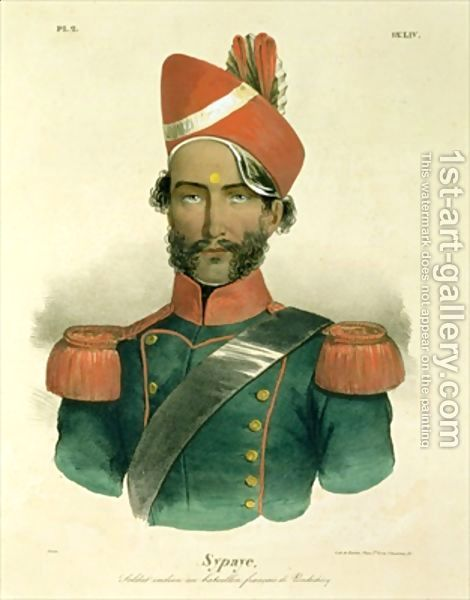 Pl. 2.
Sypaye.
Soldat indien au bataillon français de Pondichéry
1st-art-gallery.com
This watermark does not appear on the painting